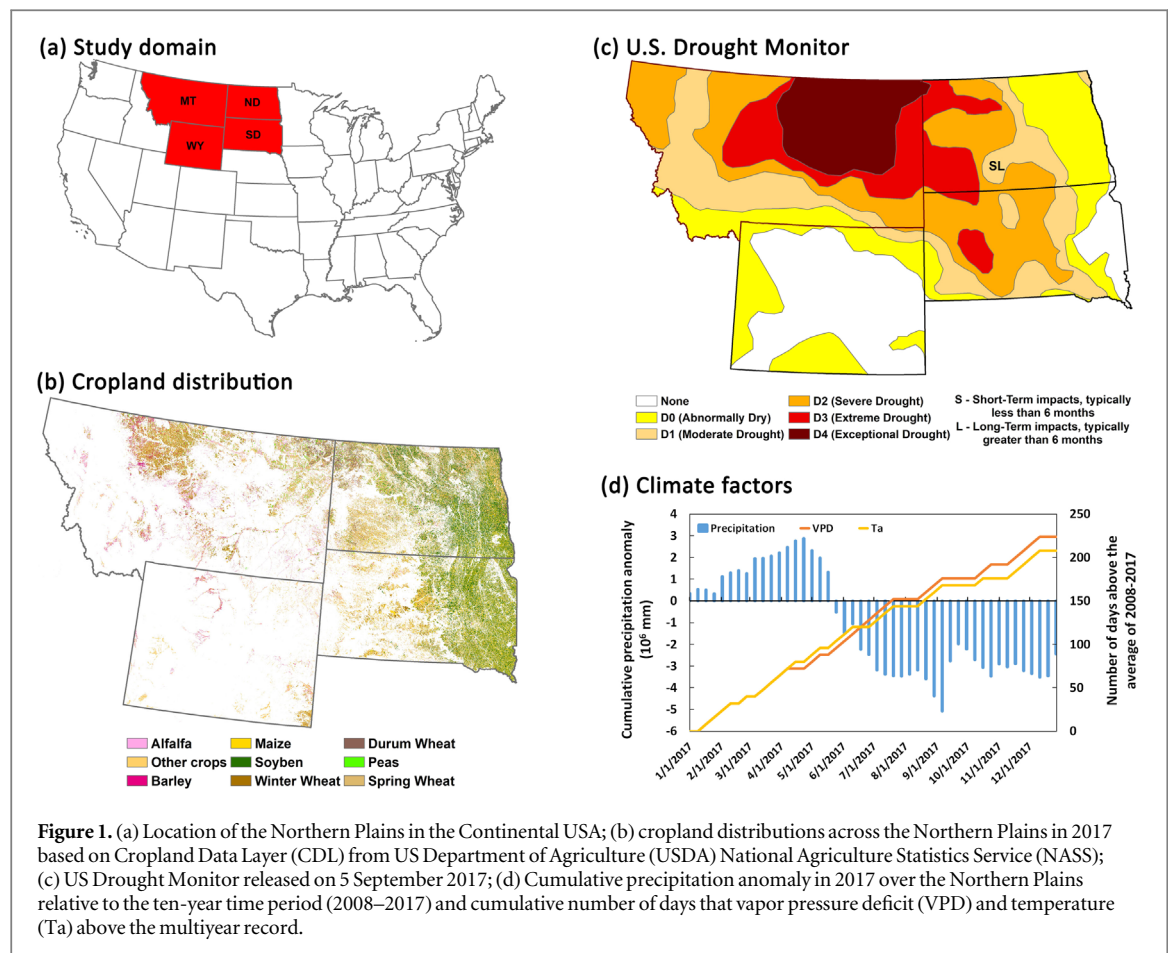 (a) Study domain
MT
ND
WY
SD
(b) Cropland distribution
Alfalfa
Maize
Durum Wheat
Other crops
Soyben
Peas
Barley
Winter Wheat
Spring Wheat
(c) U.S. Drought Monitor
SL
None
D0 (Abnormally Dry)
D1 (Moderate Drought)
D2 (Severe Drought)
D3 (Extreme Drought)
D4 (Exceptional Drought)
S - Short-Term impacts, typically
less than 6 months
L - Long-Term impacts, typically
greater than 6 months
(d) Climate factors
Cumulative precipitation anomaly
(10⁶ mm)
4
3
2
1
0
-1
-2
-3
-4
-5
-6
Precipitation
VPD
Ta
250
200
150
100
50
0
Number of days above the
average of 2008-2017
1/1/2017
2/1/2017
3/1/2017
4/1/2017
5/1/2017
6/1/2017
7/1/2017
8/1/2017
9/1/2017
10/1/2017
11/1/2017
12/1/2017
Figure 1. (a) Location of the Northern Plains in the Continental USA; (b) cropland distributions across the Northern Plains in 2017
based on Cropland Data Layer (CDL) from US Department of Agriculture (USDA) National Agriculture Statistics Service (NASS);
(c) US Drought Monitor released on 5 September 2017; (d) Cumulative precipitation anomaly in 2017 over the Northern Plains
relative to the ten-year time period (2008–2017) and cumulative number of days that vapor pressure deficit (VPD) and temperature
(Ta) above the multiyear record.